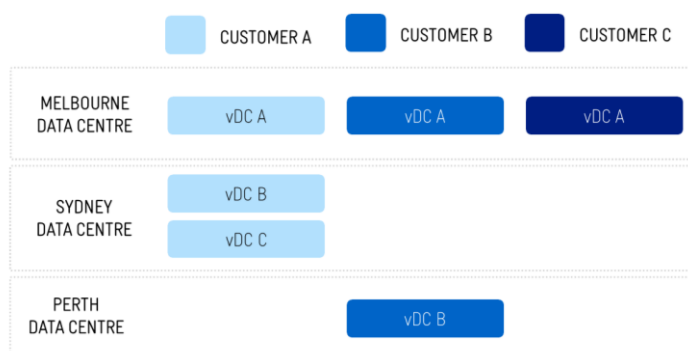 CUSTOMER A
CUSTOMER B
CUSTOMER C
MELBOURNE
DATA CENTRE
vDC A
vDC A
vDC A
SYDNEY
DATA CENTRE
vDC B
vDC C
PERTH
DATA CENTRE
vDC B